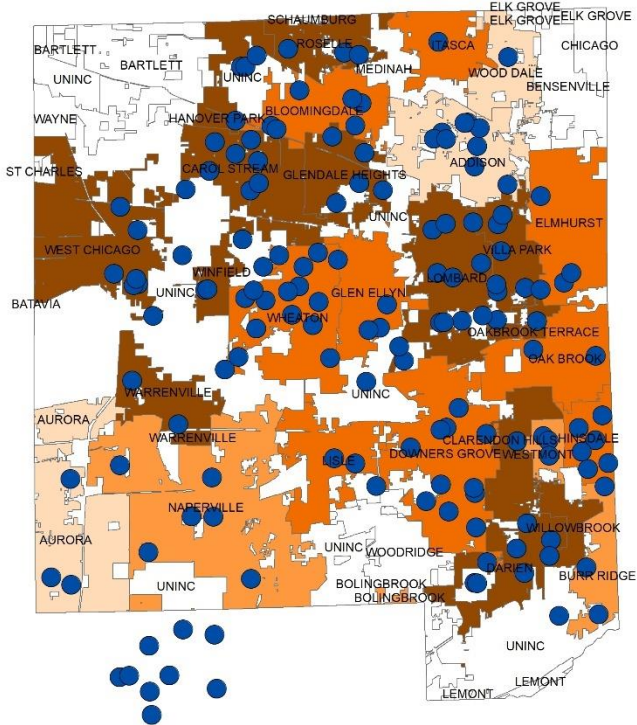 ELK GROVE
ELK GROVE
ELK GROVE
SCHAUMBURG
BARTLETT
ROSELLE
ITASCA
CHICAGO
BARTLETT
MEDINAH
UNINC
UNINC
WOOD DALE
BENSENVILLE
WAYNE
HANOVER PARK
BLOOMINGDALE
ADDISON
ST CHARLES
CAROL STREAM
GLENDALE HEIGHTS
UNINC
ELMHURST
WEST CHICAGO
VILLA PARK
WINFIELD
LOMBARD
UNINC
GLEN ELLYN
BATAVIA
WHEATON
OAKBROOK TERRACE
OAK BROOK
WARRENVILLE
UNINC
AURORA
WARRENVILLE
CLARENDON HILLS
HINSDALE
DOWNERS GROVE
WESTMONT
LISLE
NAPERVILLE
WILLOWBROOK
AURORA
UNINC
WOODRIDGE
DARIEN
BURR RIDGE
UNINC
BOLINGBROOK
BOLINGBROOK
UNINC
LEMONT
LEMONT